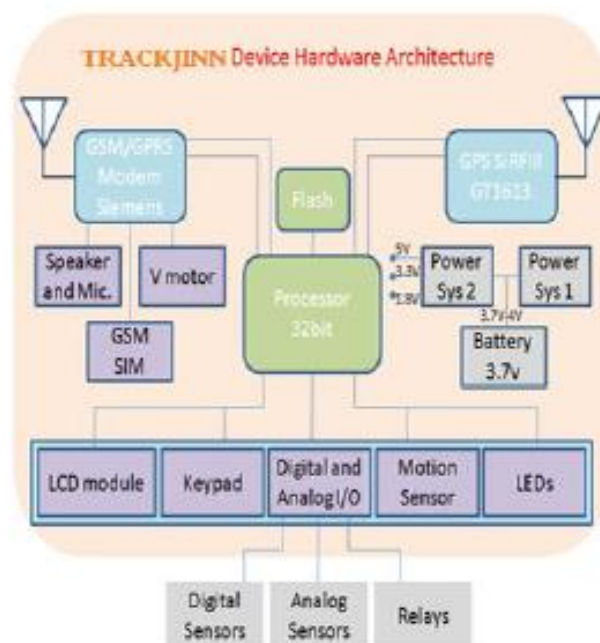 TRACKJINN Device Hardware Architecture
GSM/GPRS
Modem
Siemens
GPS SiRFIII
GT1613
Flash
Speaker
and Mic.
V motor
GSM
SIM
Processor
32bit
5V
3.3V
1.8V
Power
Sys 2
Power
Sys 1
3.7V-4V
Battery
3.7v
LCD module
Keypad
Digital and
Analog I/O
Motion
Sensor
LEDs
Digital
Sensors
Analog
Sensors
Relays